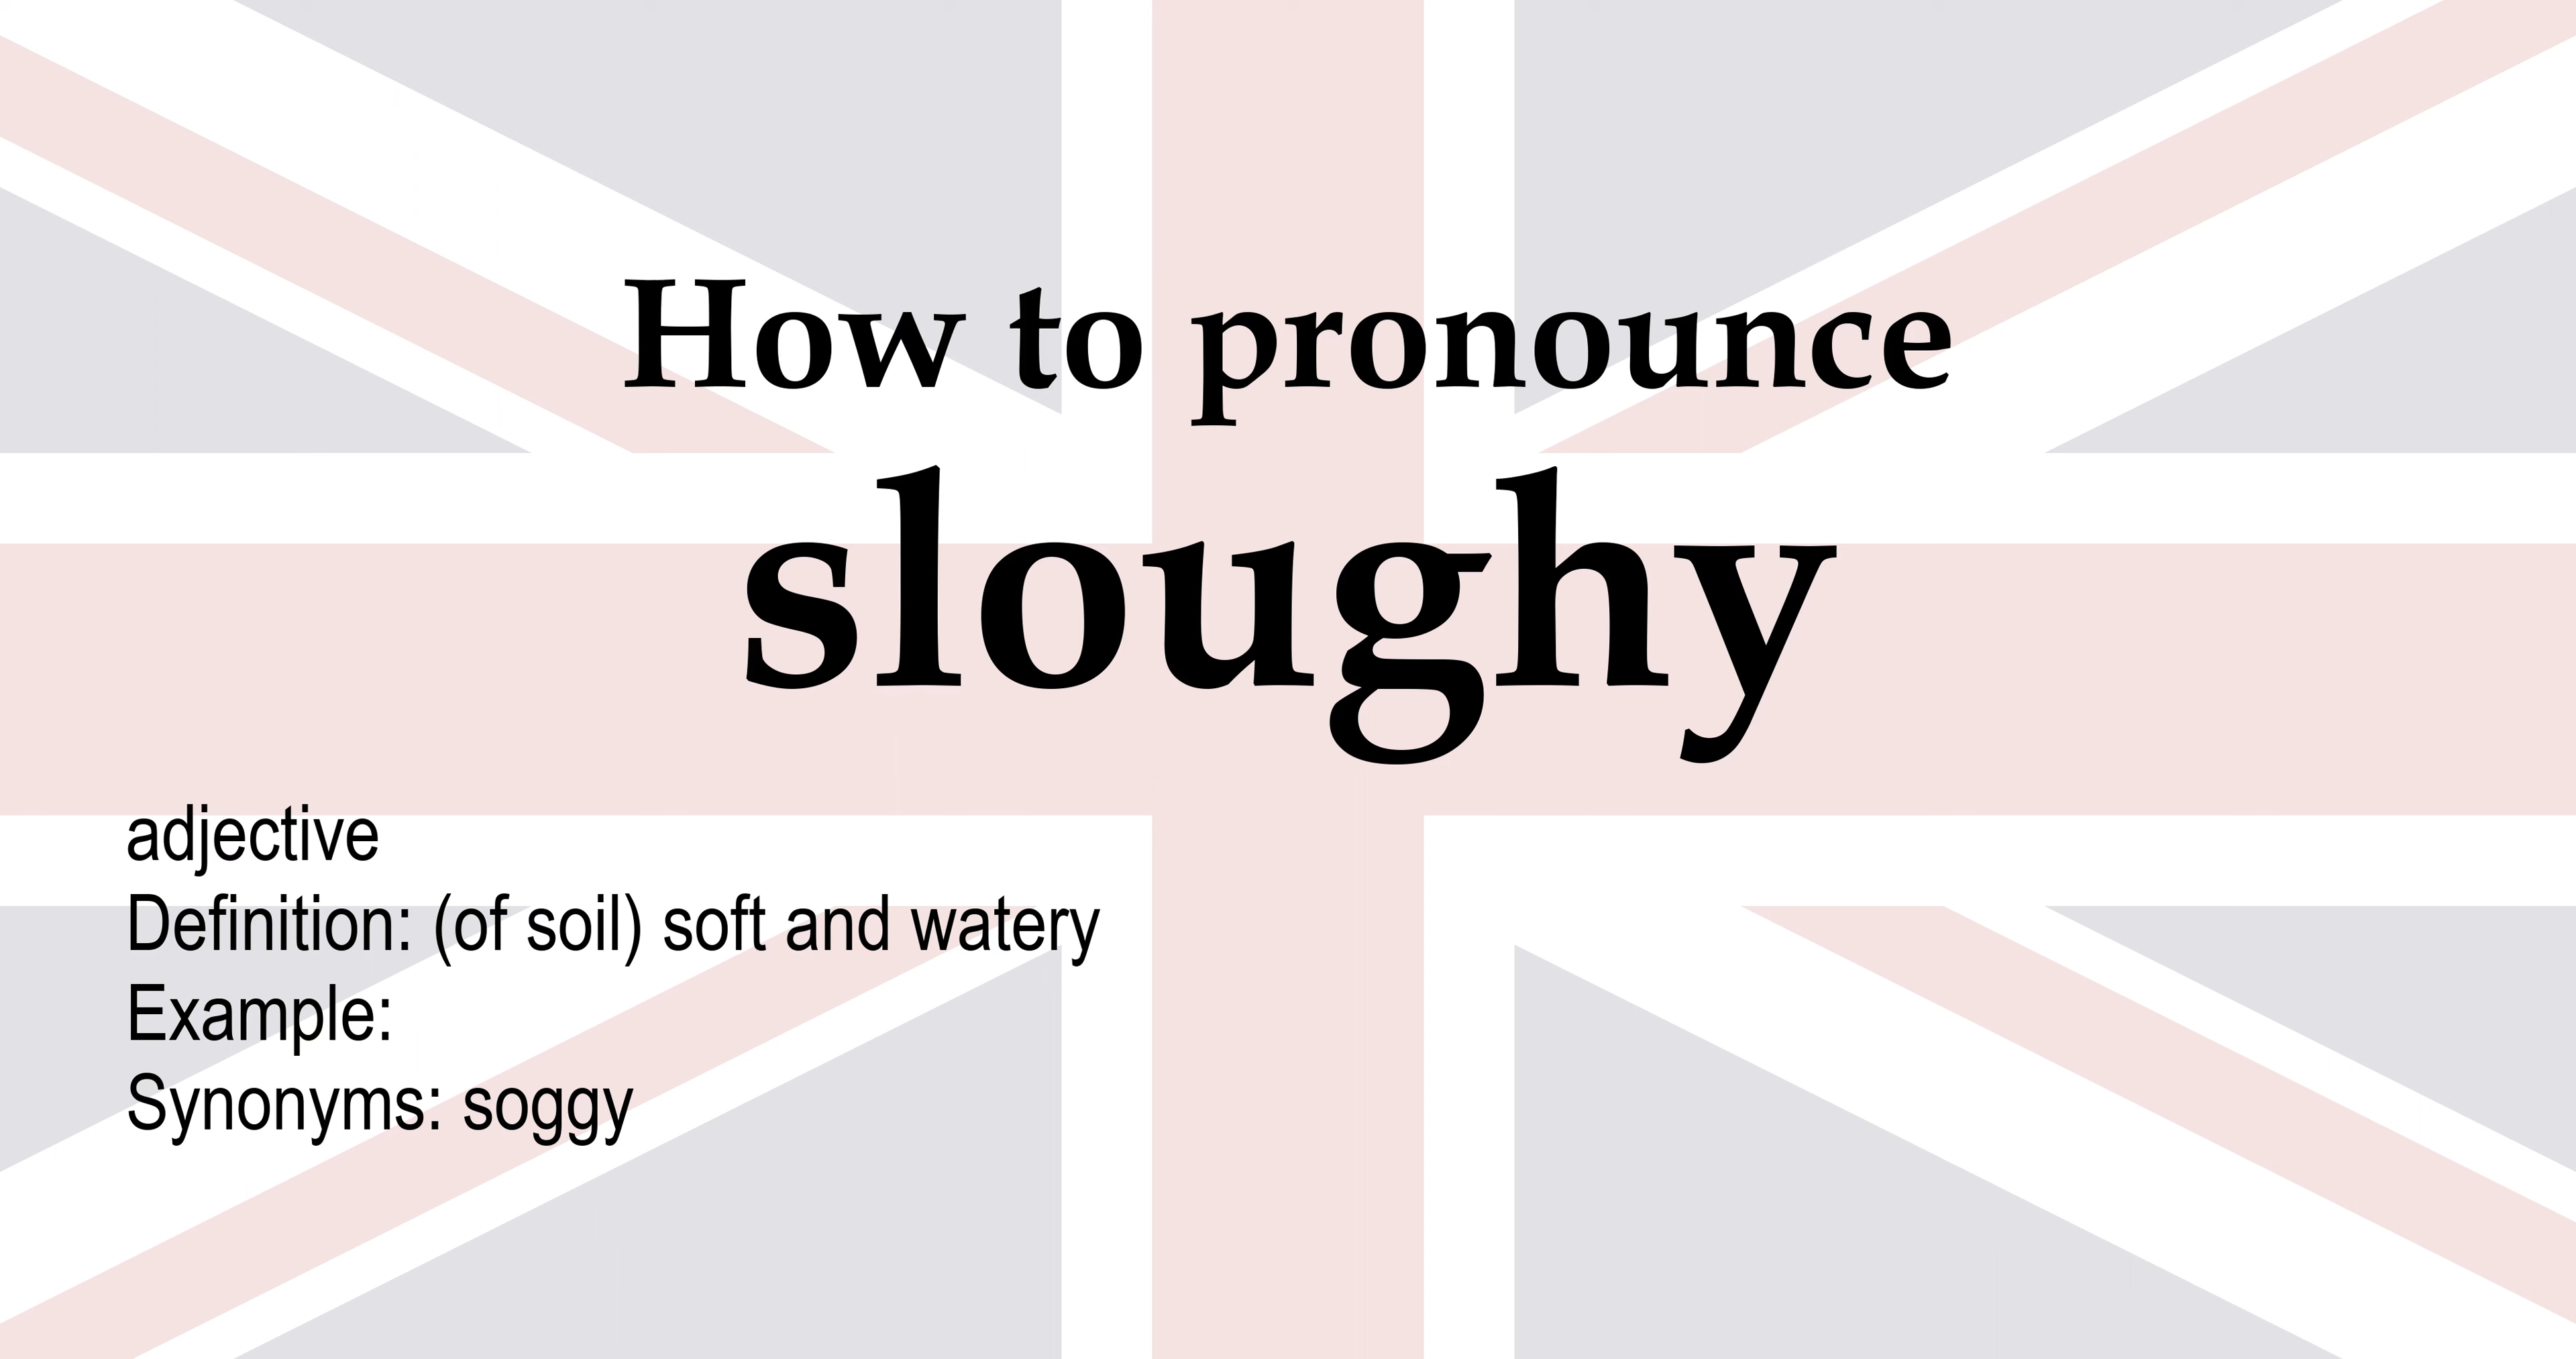 How to pronounce
sloughy
adjective
Definition: (of soil) soft and watery
Example:
Synonyms: soggy